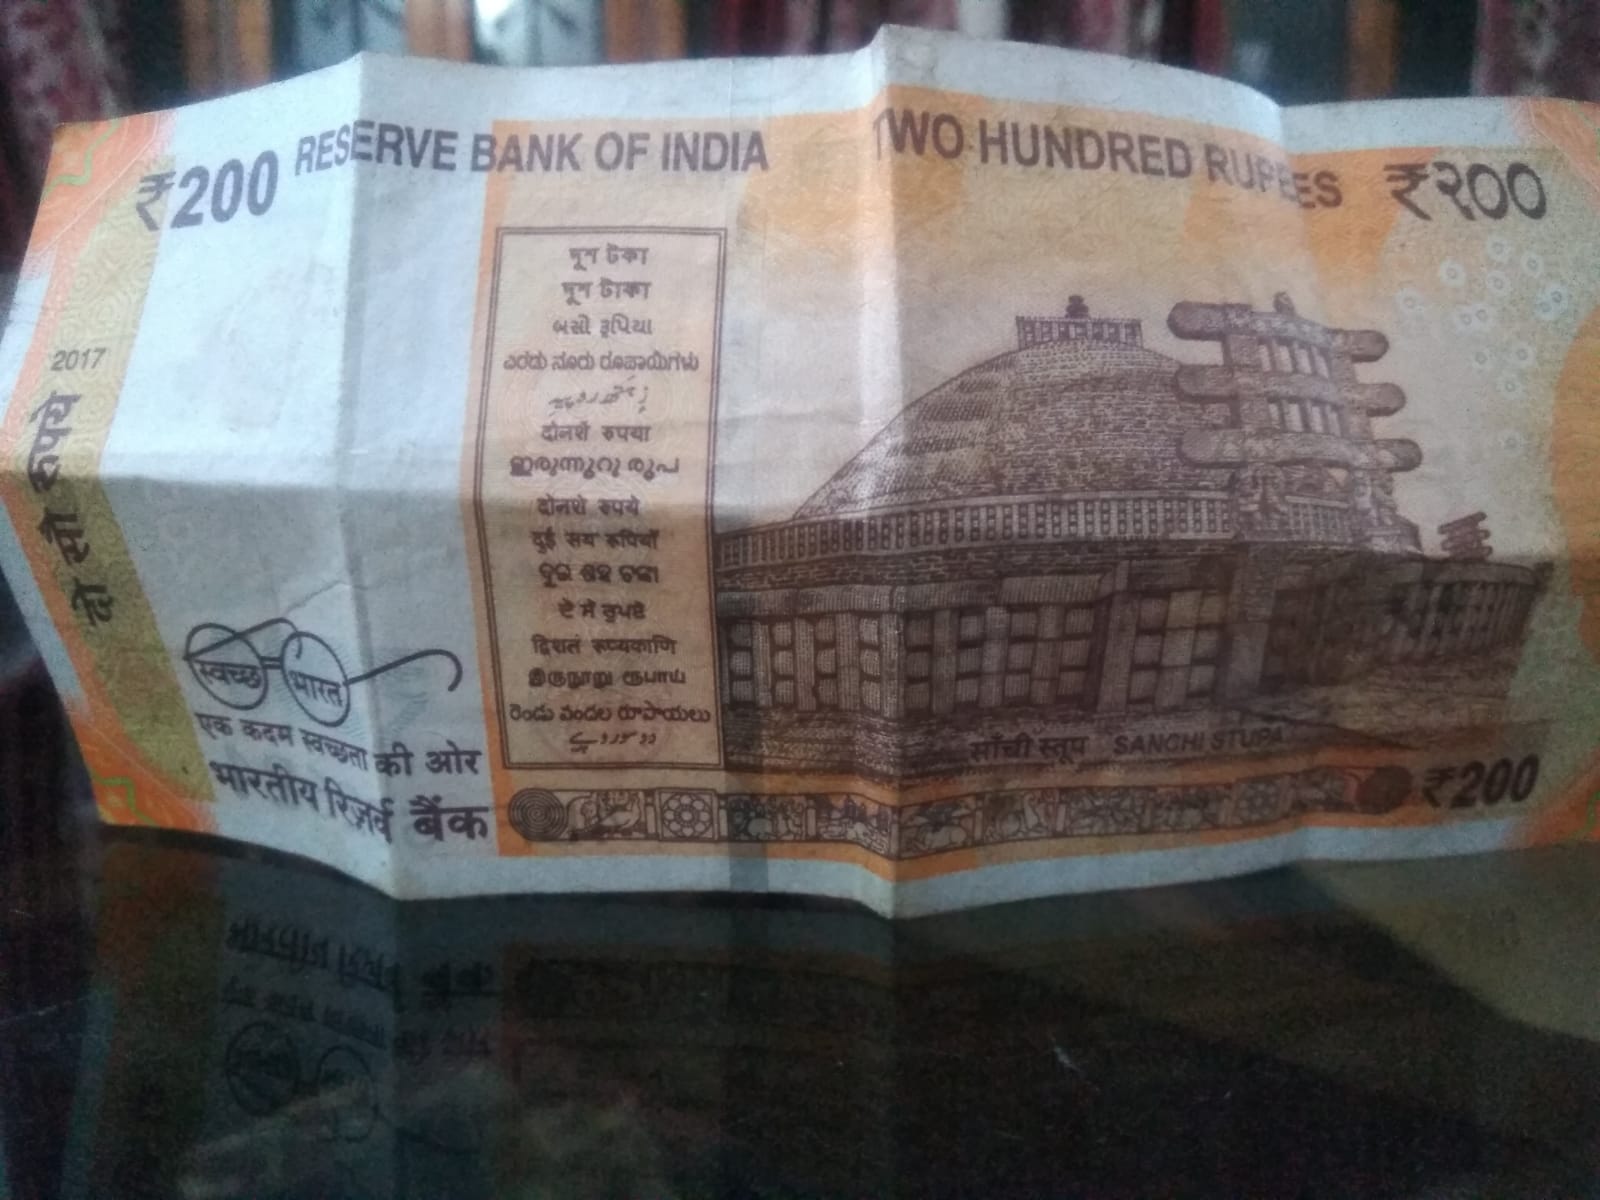 ₹200 RESERVE BANK OF INDIA TWO HUNDRED RUPEES ₹२००
2017
दो सौ रुपये
দুশ টকা
দুশ টাকা
બસો રૂપિયા
ಎರಡು ನೂರು ರೂಪಾಯಿಗಳು
दोनशें रुपया
ഇരുന്നൂറു രൂപ
दोनशे रुपये
दुई सय रुपियाँ
ଦୁଇ ଶହ ଟଙ୍କା
ਦੋ ਸੌ ਰੁਪਏ
द्विशतं रूप्यकाणि
இருநூறு ரூபாய்
రెండు వందల రూపాయలు
स्वच्छ भारत
एक कदम स्वच्छता की ओर
भारतीय रिज़र्व बैंक
साँची स्तूप SANCHI STUPA
₹200